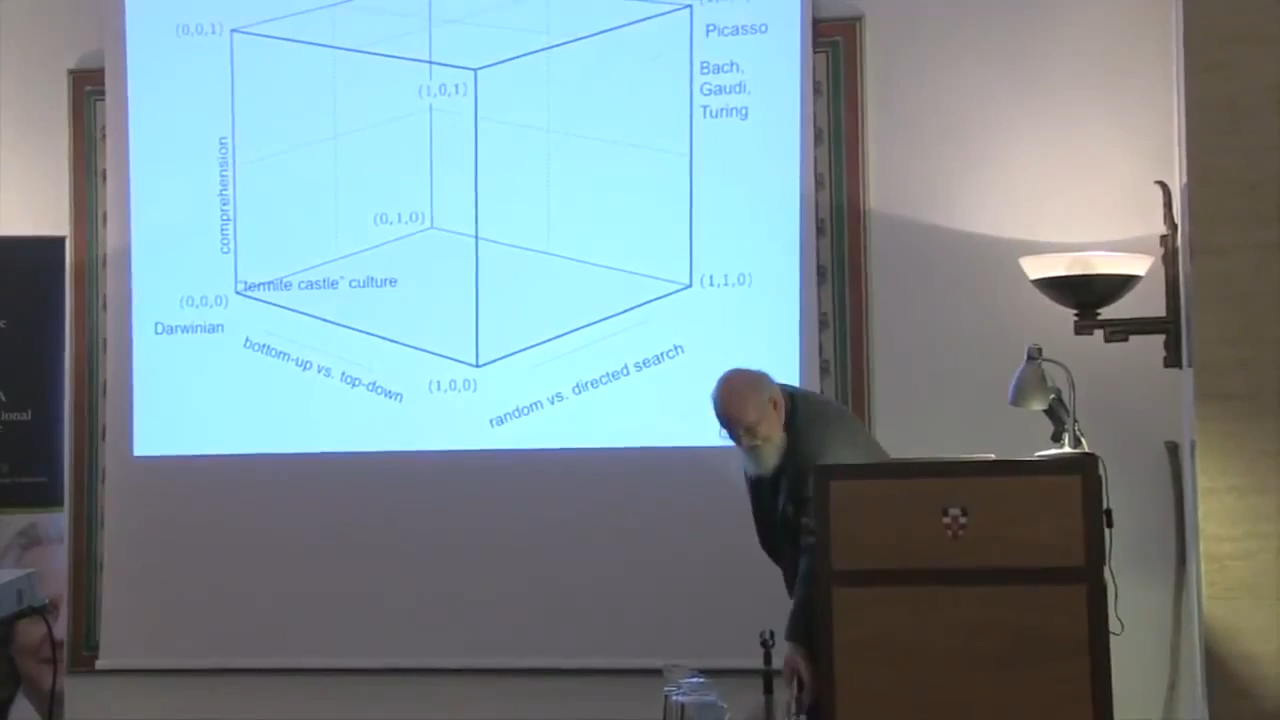 (0,0,1)
Picasso
Bach,
Gaudi,
Turing
(1,0,1)
comprehension
(0,1,0)
"termite castle" culture
(1,1,0)
(0,0,0)
Darwinian
bottom-up vs. top-down
(1,0,0)
random vs. directed search
ional